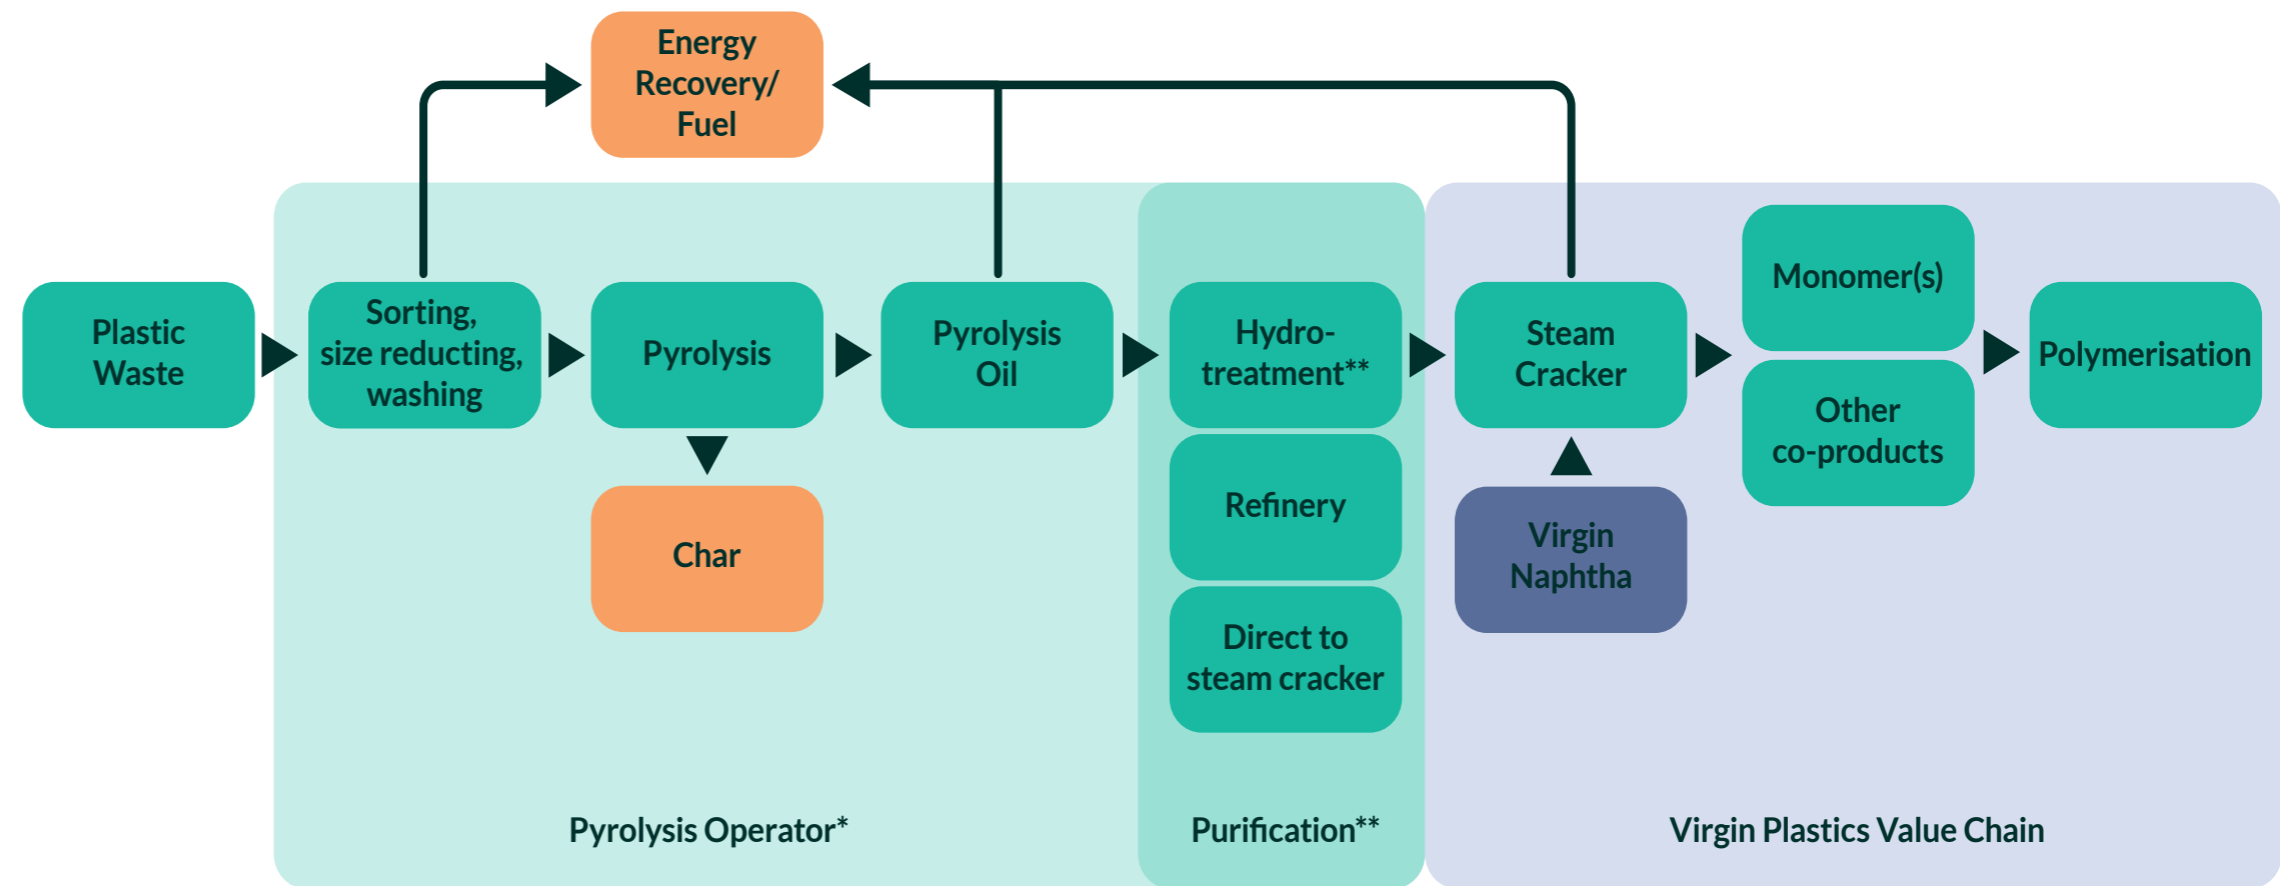 Energy
Recovery/
Fuel
Plastic
Waste
Sorting,
size reducting,
washing
Pyrolysis
Pyrolysis
Oil
Hydro-
treatment**
Steam
Cracker
Monomer(s)
Other
co-products
Polymerisation
Char
Refinery
Direct to
steam cracker
Virgin
Naphtha
Pyrolysis Operator*
Purification**
Virgin Plastics Value Chain